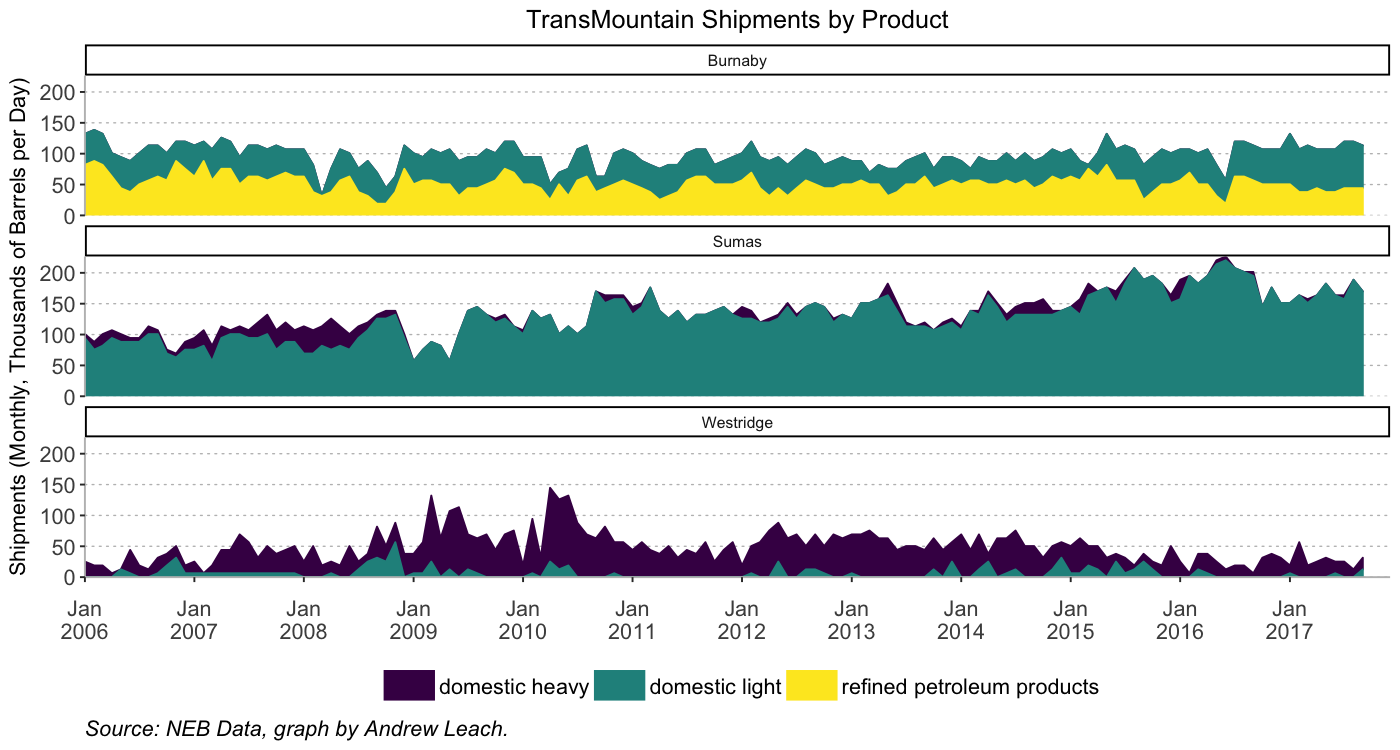 TransMountain Shipments by Product
Shipments (Monthly, Thousands of Barrels per Day)
Burnaby
200
150
100
50
0
Sumas
200
150
100
50
0
Westridge
200
150
100
50
0
Jan Jan Jan Jan Jan Jan Jan Jan Jan Jan Jan Jan
2006 2007 2008 2009 2010 2011 2012 2013 2014 2015 2016 2017
domestic heavy domestic light refined petroleum products
Source: NEB Data, graph by Andrew Leach.